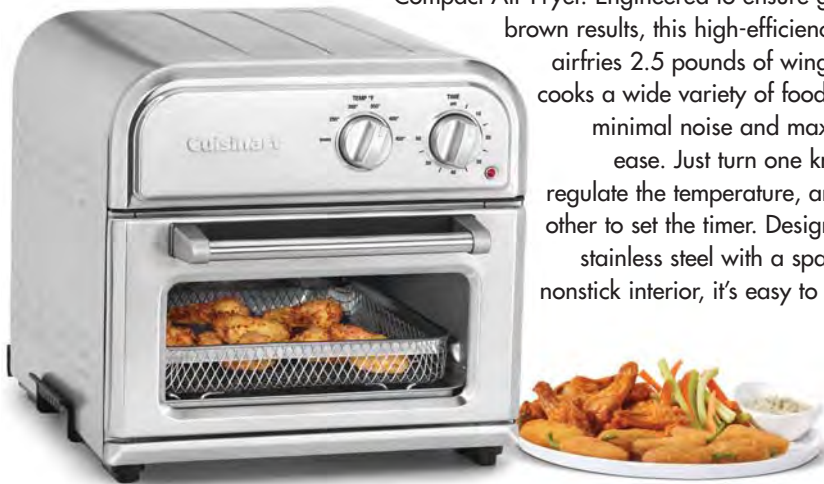 Compact Air Fryer. Engineered to ensure g
brown results, this high-efficienc
airfries 2.5 pounds of wing
cooks a wide variety of food
minimal noise and max
ease. Just turn one kn
regulate the temperature, an
other to set the timer. Design
stainless steel with a spa
nonstick interior, it's easy to
Cuisinart
TEMP °F
TIME